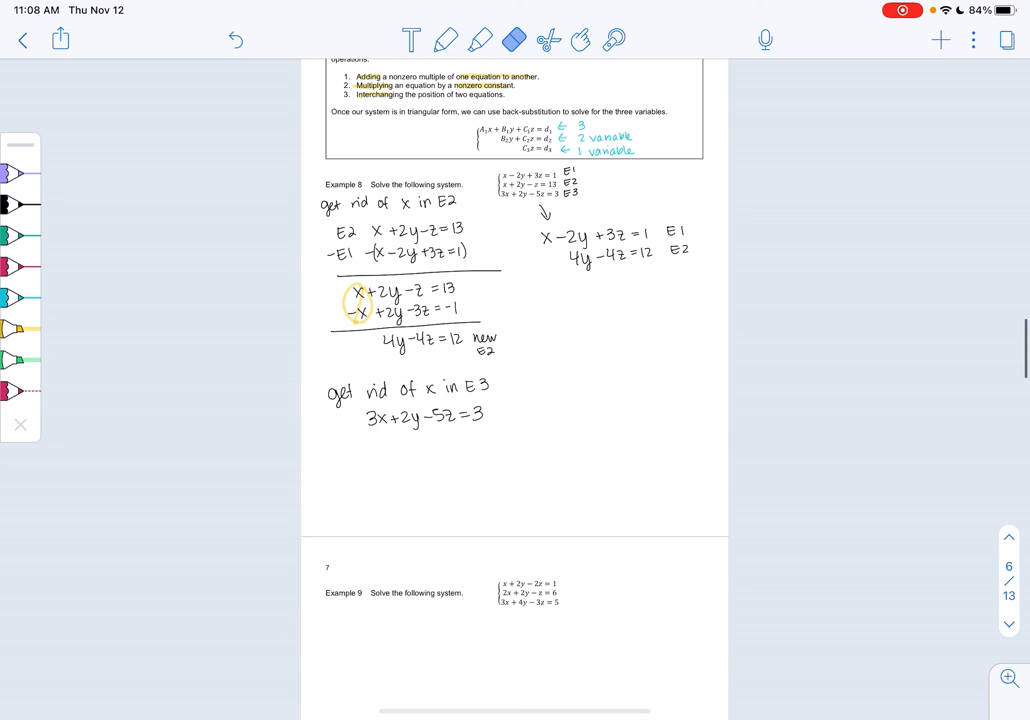 11:08 AM Thu Nov 12
84%
operations.
1. Adding a nonzero multiple of one equation to another.
2. Multiplying an equation by a nonzero constant.
3. Interchanging the position of two equations.
Once our system is in triangular form, we can use back-substitution to solve for the three variables.
A₁x + B₁y + C₁z = d₁ ← 3
B₂y + C₂z = d₂ ← 2 variable
C₃z = d₃ ← 1 variable
Example 8 Solve the following system.
x − 2y + 3z = 1 E1
x + 2y − z = 13 E2
3x + 2y − 5z = 3 E3
get rid of x in E2
E2 x + 2y − z = 13
−E1 −(x − 2y + 3z = 1)
x + 2y − z = 13
−x + 2y − 3z = −1
4y − 4z = 12 new
E2
x − 2y + 3z = 1 E1
4y − 4z = 12 E2
get rid of x in E3
3x + 2y − 5z = 3
7
Example 9 Solve the following system.
x + 2y − 2z = 1
2x + 2y − z = 6
3x + 4y − 3z = 5
6
/
13